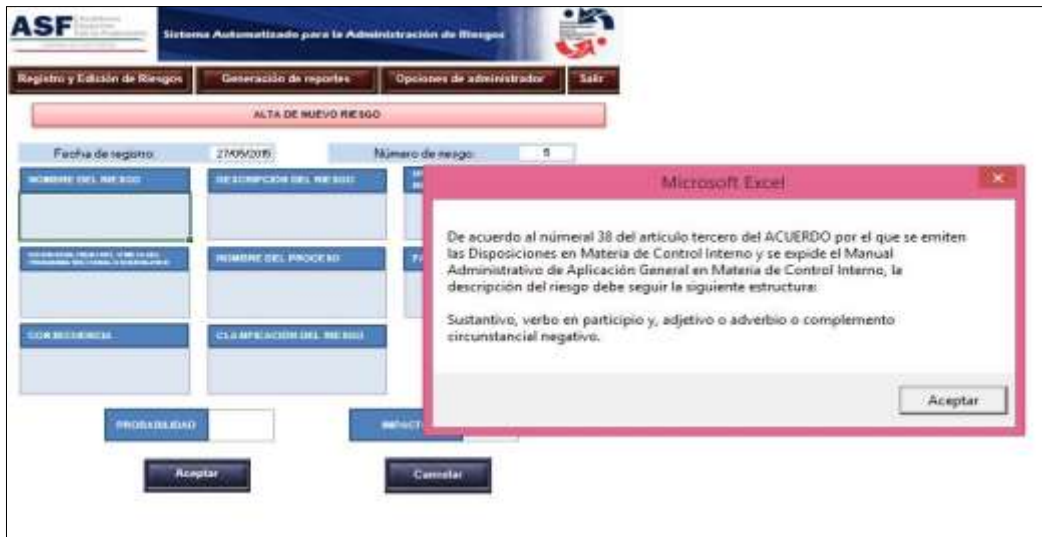 ASF
Sistema Automatizado para la Administración de Riesgos
Registro y Edición de Riesgos Generación de reportes Opciones de administrador Salir
ALTA DE NUEVO RIESGO
Fecha de registro: 27/05/2015 Número de riesgo: 5
NOMBRE DEL RIESGO DESCRIPCIÓN DEL RIESGO
NOMBRE DEL PROCESO
CONSECUENCIA CLASIFICACIÓN DEL RIESGO
PROBABILIDAD IMPACT
Aceptar Cancelar
Microsoft Excel
De acuerdo al númeral 38 del artículo tercero del ACUERDO por el que se emiten
las Disposiciones en Materia de Control Interno y se expide el Manual
Administrativo de Aplicación General en Materia de Control Interno, la
descripción del riesgo debe seguir la siguiente estructura:
Sustantivo, verbo en participio y, adjetivo o adverbio o complemento
circunstancial negativo.
Aceptar